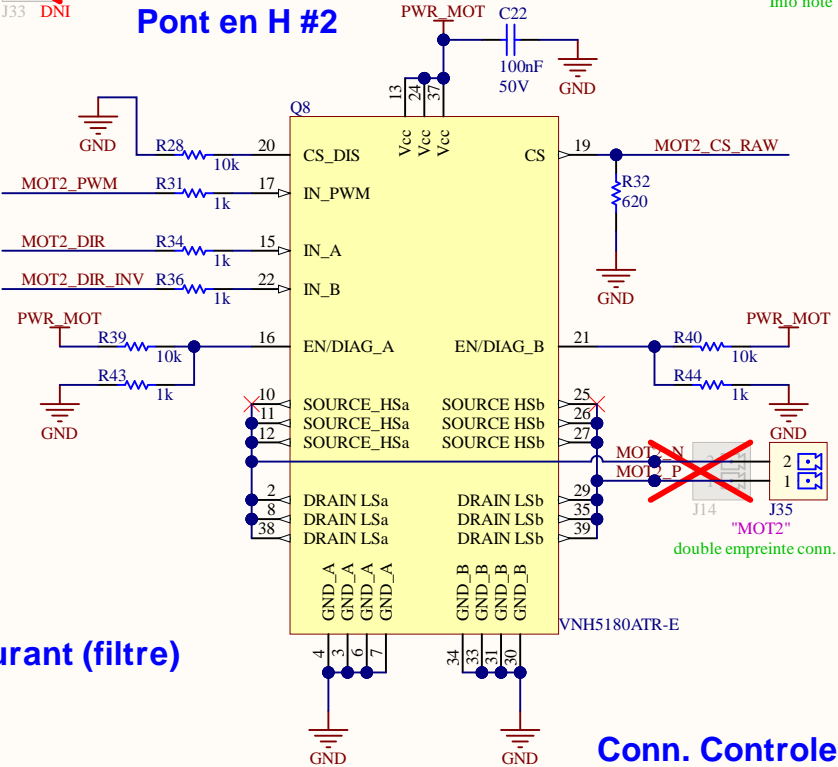 J33 DNI
Pont en H #2
PWR_MOT
C22
100nF
50V
GND
Info note
GND
13
24
37
Q8
Vcc
Vcc
Vcc
R28
10k
20
CS_DIS
CS
19
MOT2_CS_RAW
MOT2_PWM
R31
1k
17
IN_PWM
R32
620
GND
MOT2_DIR
R34
1k
15
IN_A
MOT2_DIR_INV
R36
1k
22
IN_B
PWR_MOT
R39
10k
16
EN/DIAG_A
EN/DIAG_B
21
R40
10k
PWR_MOT
R43
1k
GND
R44
1k
GND
10
SOURCE_HSa
SOURCE HSb
25
11
SOURCE_HSa
SOURCE HSb
26
12
SOURCE_HSa
SOURCE HSb
27
MOT2_N
MOT2_P
2
1
2
DRAIN LSa
DRAIN LSb
29
8
DRAIN LSa
DRAIN LSb
35
38
DRAIN LSa
DRAIN LSb
39
J14
J35
"MOT2"
double empreinte conn.
GND_A
GND_A
GND_A
GND_A
GND_B
GND_B
GND_B
GND_B
VNH5180ATR-E
4
3
6
7
34
33
31
30
GND
GND
urant (filtre)
Conn. Controle